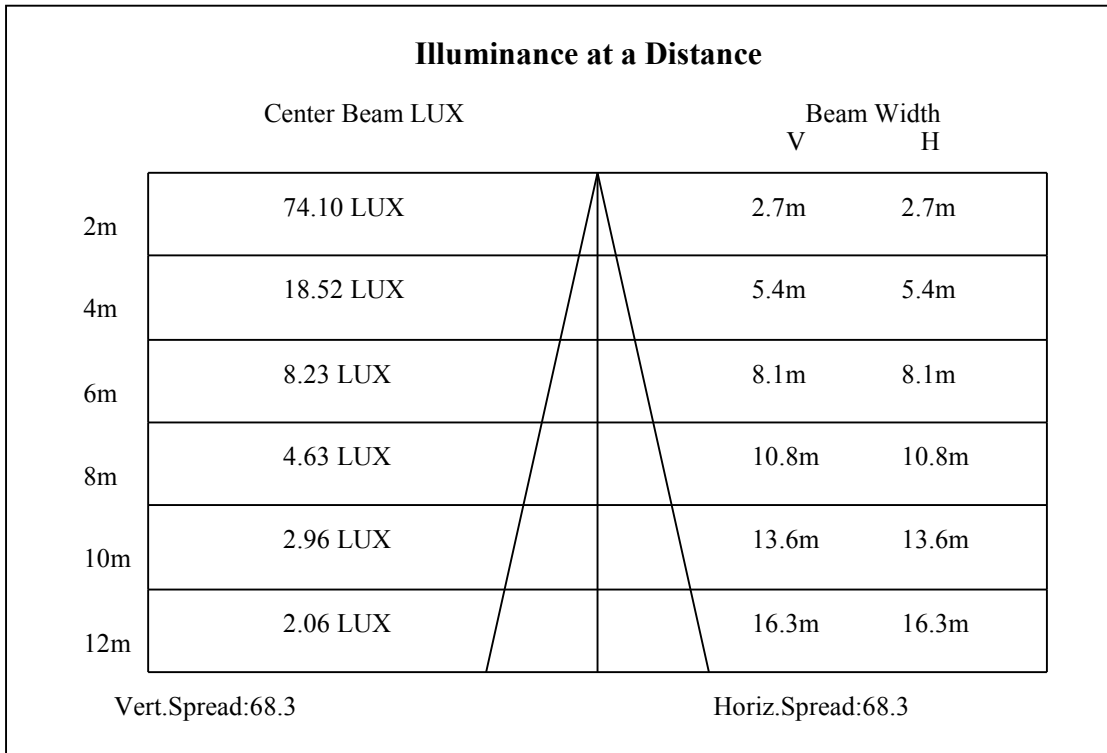 Illuminance at a Distance
Center Beam LUX Beam Width
V H
2m 74.10 LUX 2.7m 2.7m
4m 18.52 LUX 5.4m 5.4m
6m 8.23 LUX 8.1m 8.1m
8m 4.63 LUX 10.8m 10.8m
10m 2.96 LUX 13.6m 13.6m
12m 2.06 LUX 16.3m 16.3m
Vert.Spread:68.3 Horiz.Spread:68.3